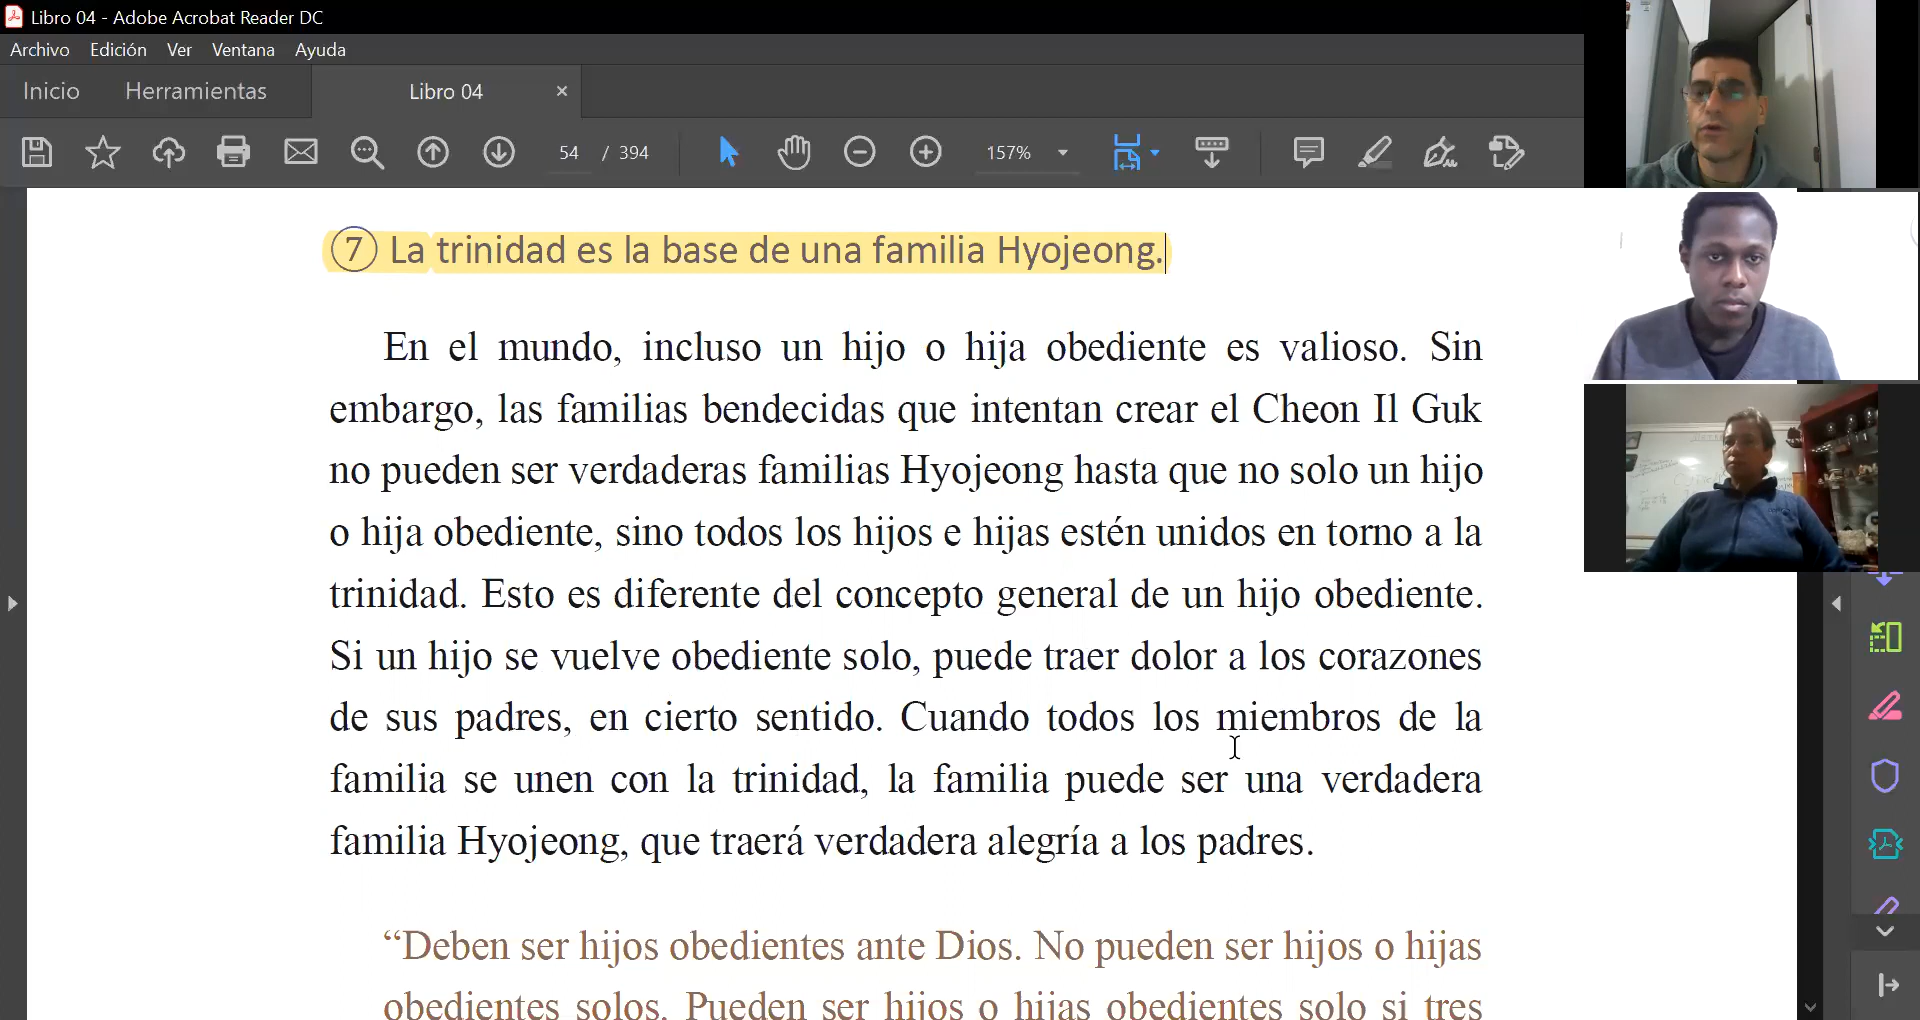 Libro 04 - Adobe Acrobat Reader DC
Archivo Edición Ver Ventana Ayuda
Inicio Herramientas Libro 04 ×
54 / 394 157%
7 La trinidad es la base de una familia Hyojeong.
En el mundo, incluso un hijo o hija obediente es valioso. Sin
embargo, las familias bendecidas que intentan crear el Cheon Il Guk
no pueden ser verdaderas familias Hyojeong hasta que no solo un hijo
o hija obediente, sino todos los hijos e hijas estén unidos en torno a la
trinidad. Esto es diferente del concepto general de un hijo obediente.
Si un hijo se vuelve obediente solo, puede traer dolor a los corazones
de sus padres, en cierto sentido. Cuando todos los miembros de la
familia se unen con la trinidad, la familia puede ser una verdadera
familia Hyojeong, que traerá verdadera alegría a los padres.
“Deben ser hijos obedientes ante Dios. No pueden ser hijos o hijas
obedientes solos. Pueden ser hijos o hijas obedientes solo si tres